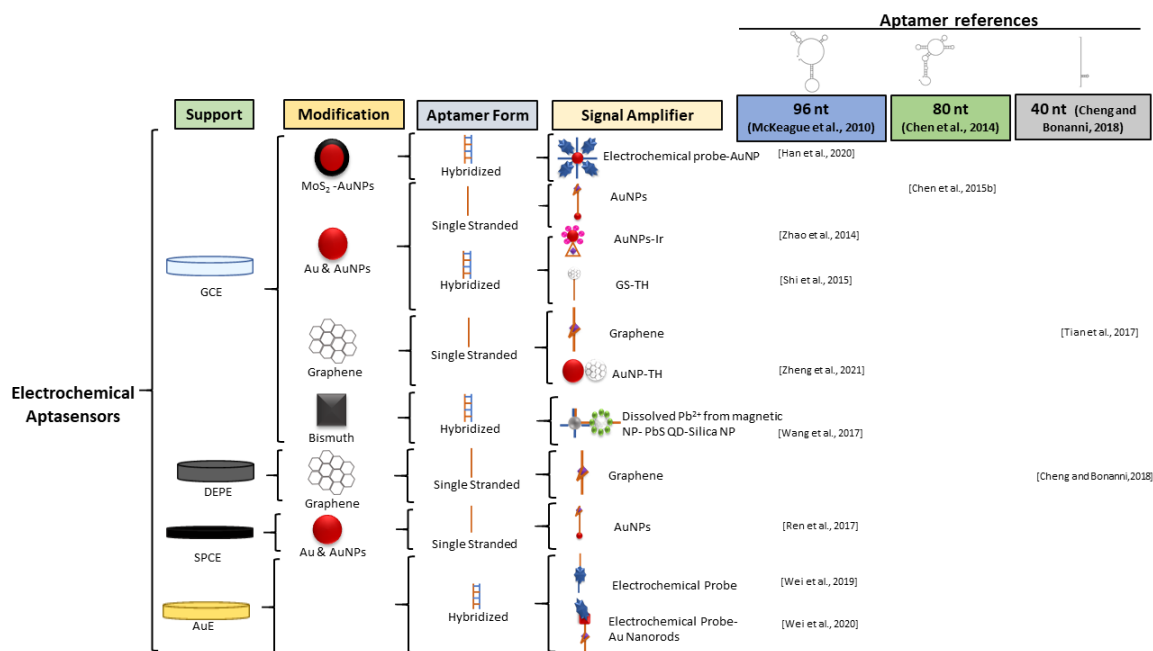 Aptamer references
Support
Modification
Aptamer Form
Signal Amplifier
96 nt
(McKeague et al., 2010)
80 nt
(Chen et al., 2014)
40 nt (Cheng and
Bonanni, 2018)
Electrochemical
Aptasensors
GCE
DEPE
SPCE
AuE
MoS₂ -AuNPs
Au & AuNPs
Graphene
Bismuth
Graphene
Au & AuNPs
Hybridized
Single Stranded
Hybridized
Single Stranded
Hybridized
Single Stranded
Single Stranded
Hybridized
Electrochemical probe-AuNP
[Han et al., 2020]
AuNPs
[Chen et al., 2015b]
AuNPs-Ir
[Zhao et al., 2014]
GS-TH
[Shi et al., 2015]
Graphene
[Tian et al., 2017]
AuNP-TH
[Zheng et al., 2021]
Dissolved Pb²⁺ from magnetic
NP- PbS QD-Silica NP
[Wang et al., 2017]
Graphene
[Cheng and Bonanni,2018]
AuNPs
[Ren et al., 2017]
Electrochemical Probe
[Wei et al., 2019]
Electrochemical Probe-
Au Nanorods
[Wei et al., 2020]